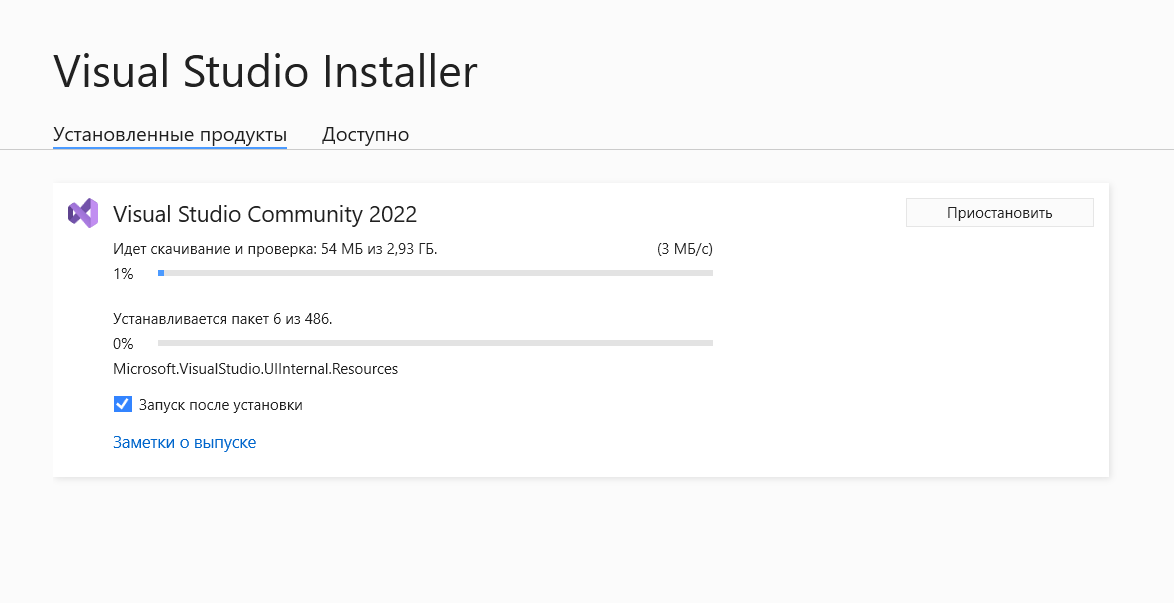 Visual Studio Installer
Установленные продукты Доступно
Visual Studio Community 2022 Приостановить
Идет скачивание и проверка: 54 МБ из 2,93 ГБ. (3 МБ/с)
1%
Устанавливается пакет 6 из 486.
0%
Microsoft.VisualStudio.UIInternal.Resources
Запуск после установки
Заметки о выпуске